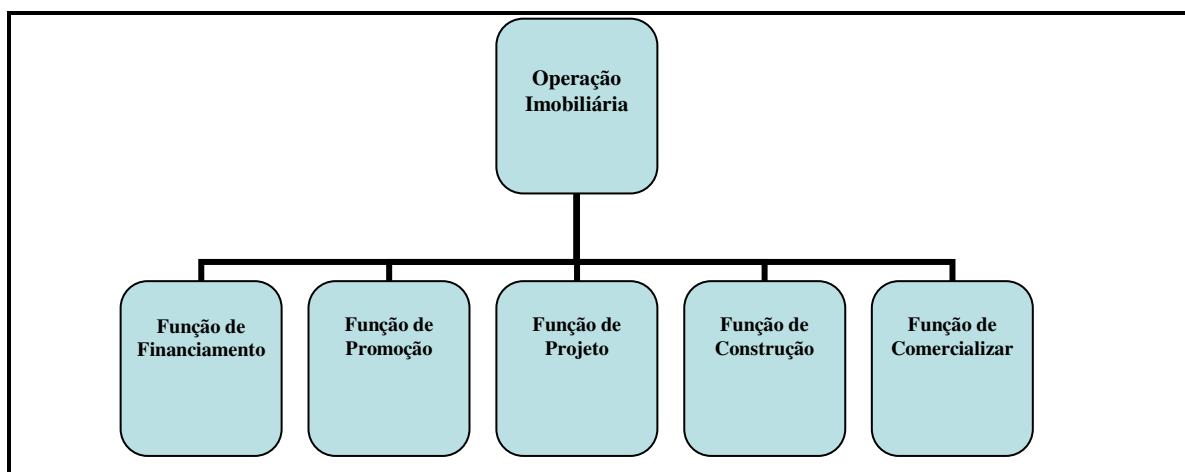 Operação
Imobiliária
Função de
Financiamento
Função de
Promoção
Função de
Projeto
Função de
Construção
Função de
Comercializar